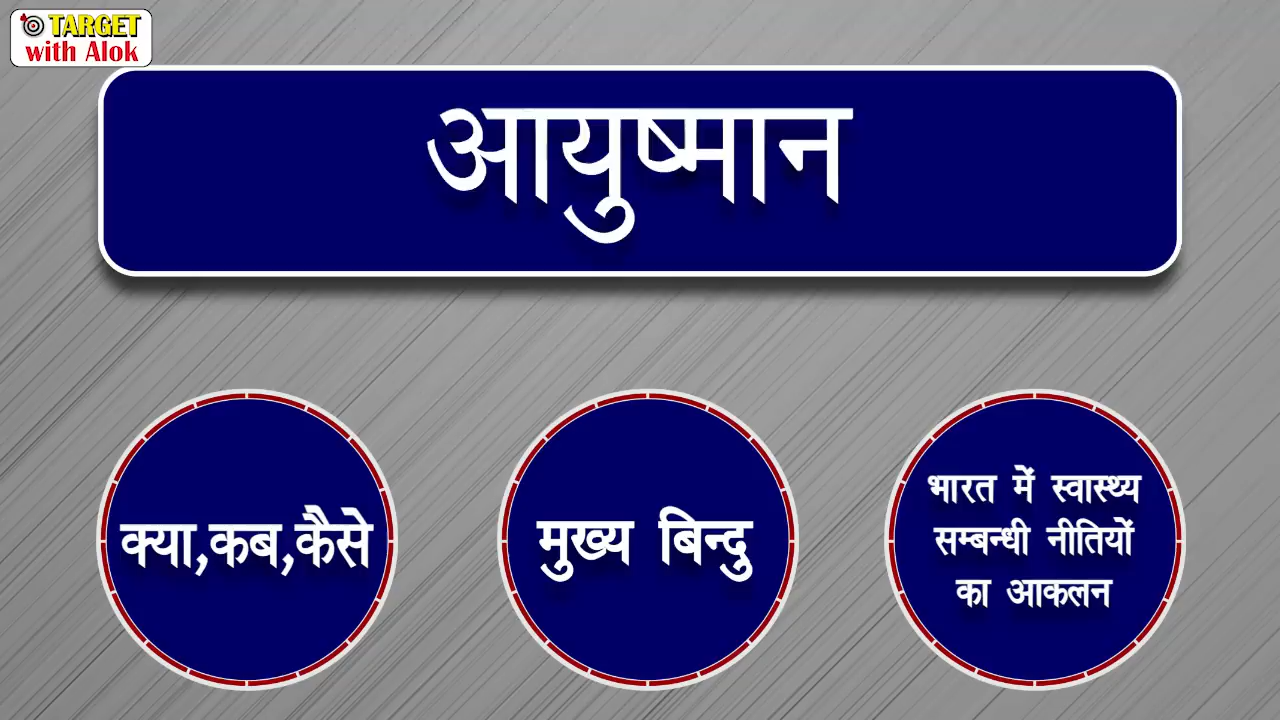 TARGET
with Alok
आयुष्मान
क्या,कब,कैसे
मुख्य बिन्दु
भारत में स्वास्थ्य
सम्बन्धी नीतियों
का आकलन